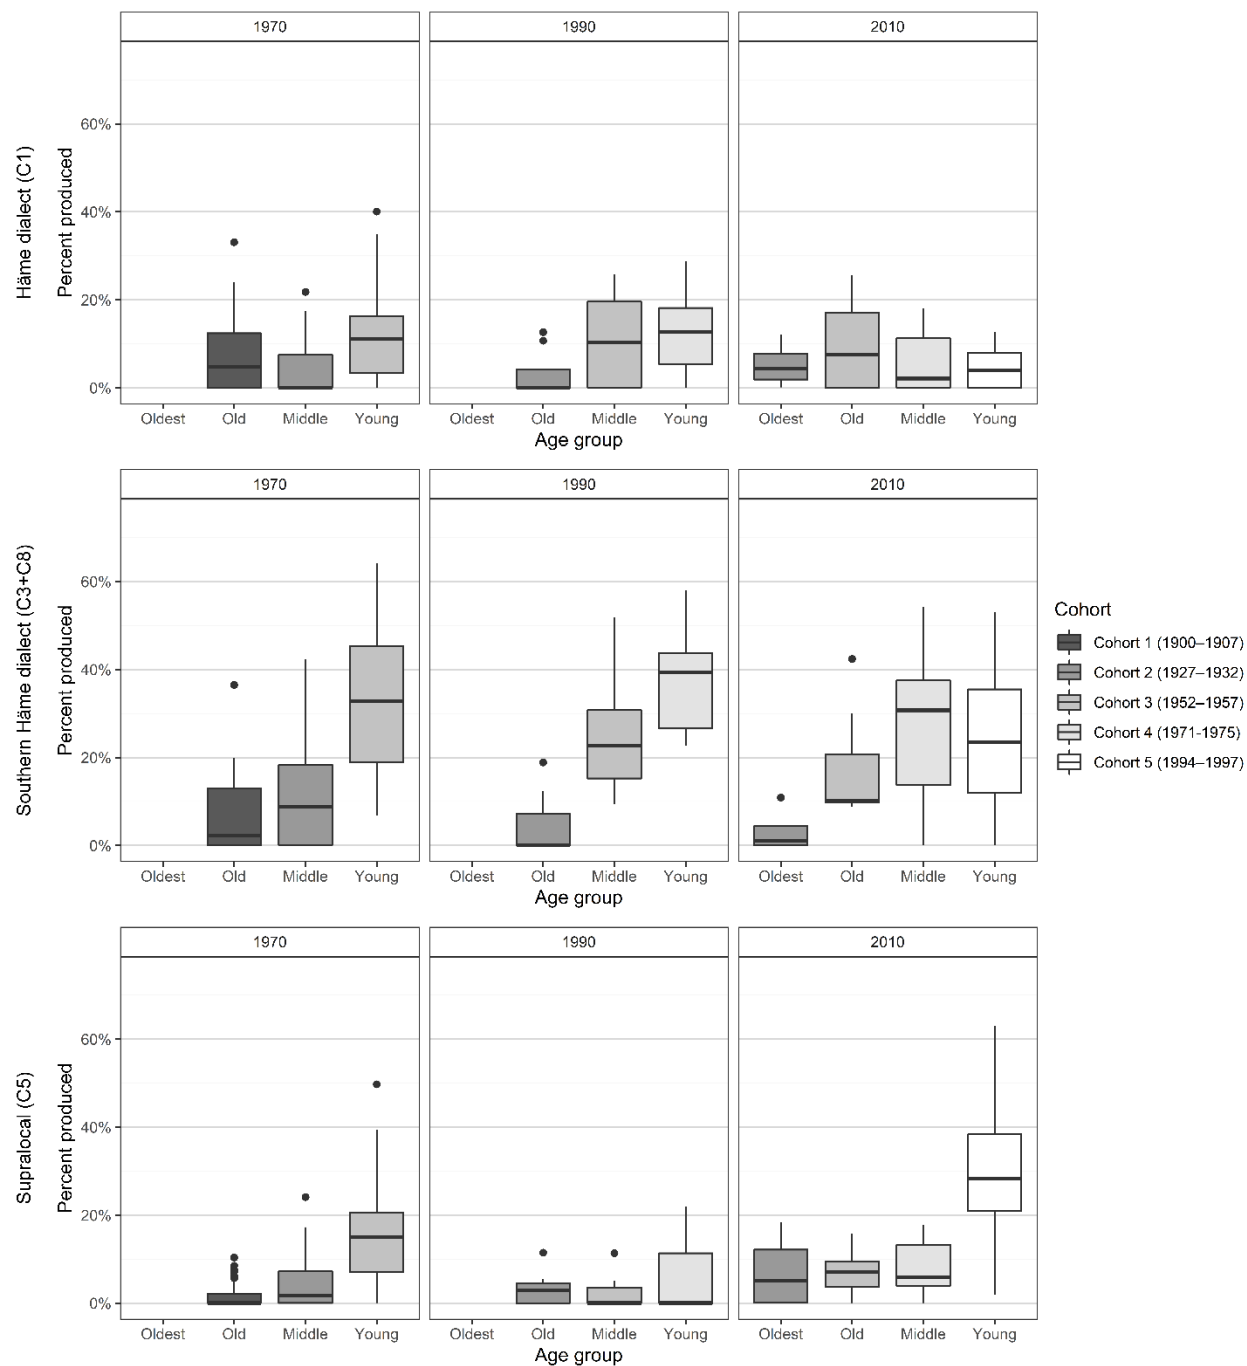 1970 1990 2010
Häme dialect (C1)
Percent produced
60%
40%
20%
0%
Oldest Old Middle Young Oldest Old Middle Young Oldest Old Middle Young
Age group
1970 1990 2010
Southern Häme dialect (C3+C8)
Percent produced
60%
40%
20%
0%
Oldest Old Middle Young Oldest Old Middle Young Oldest Old Middle Young
Age group
Cohort
Cohort 1 (1900–1907)
Cohort 2 (1927–1932)
Cohort 3 (1952–1957)
Cohort 4 (1971-1975)
Cohort 5 (1994–1997)
1970 1990 2010
Supralocal (C5)
Percent produced
60%
40%
20%
0%
Oldest Old Middle Young Oldest Old Middle Young Oldest Old Middle Young
Age group